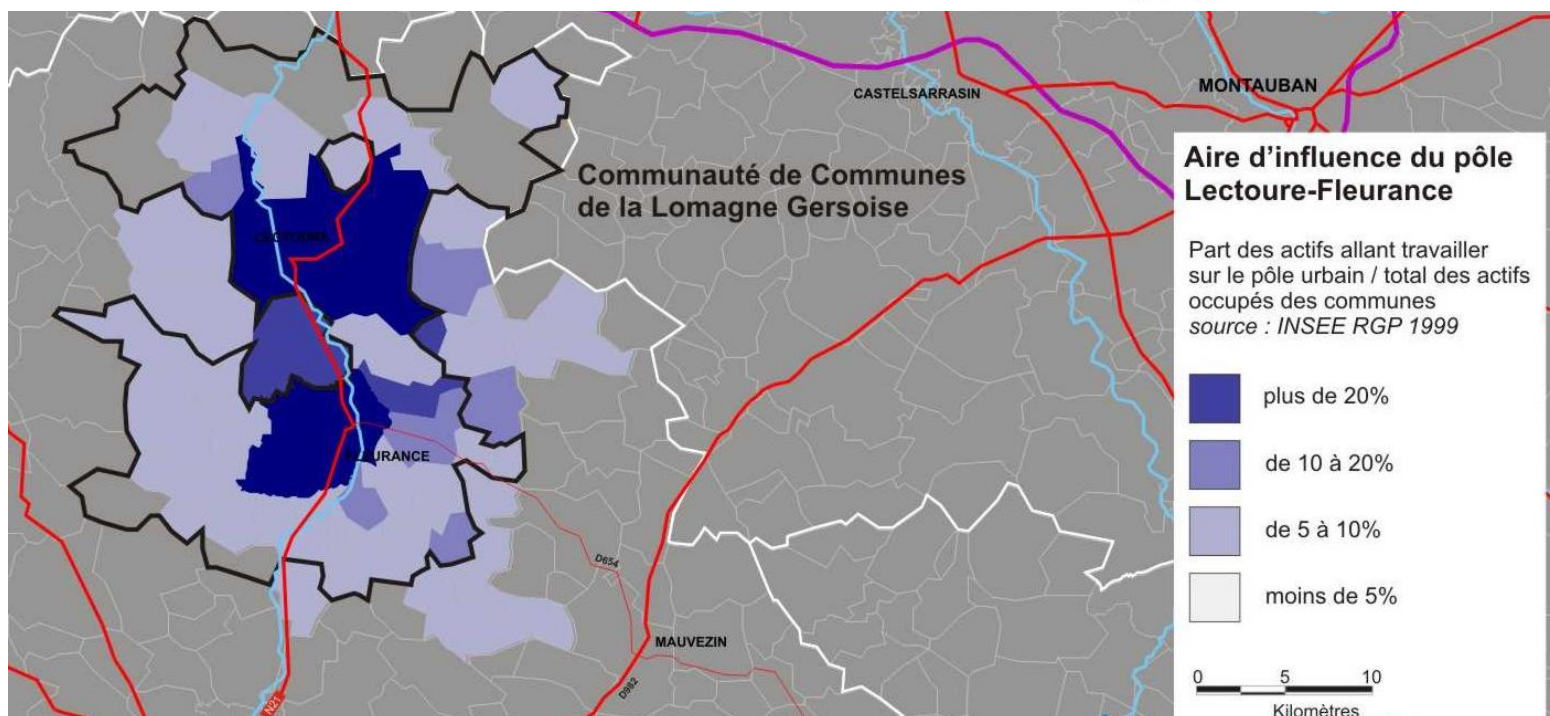 CASTELSARRASIN
MONTAUBAN
Communauté de Communes
de la Lomagne Gersoise
LECTOURE
FLEURANCE
D654
MAUVEZIN
D982
N21
Aire d’influence du pôle
Lectoure-Fleurance
Part des actifs allant travailler
sur le pôle urbain / total des actifs
occupés des communes
source : INSEE RGP 1999
plus de 20%
de 10 à 20%
de 5 à 10%
moins de 5%
0 5 10
Kilomètres